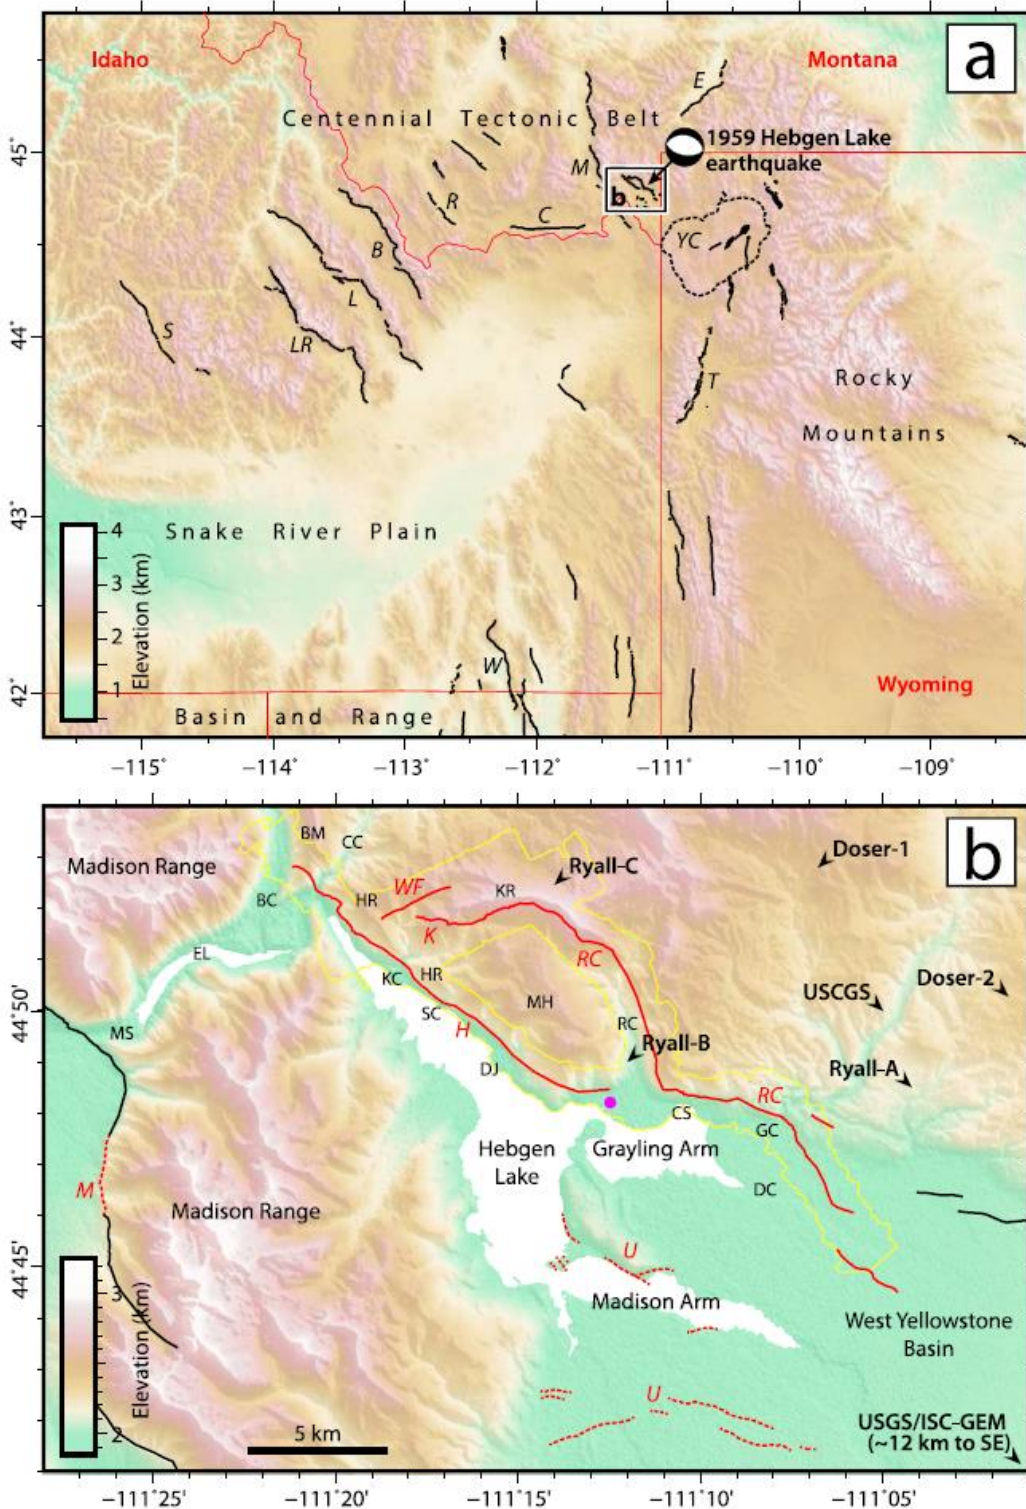 a
Idaho
Montana
E
Centennial Tectonic Belt
1959 Hebgen Lake
earthquake
45°
M
b
R
C
YC
B
L
S
44°
LR
T
Rocky
Mountains
43°
Snake River Plain
4
3
2
1
Elevation (km)
W
42°
Wyoming
Basin and Range
−115°
−114°
−113°
−112°
−111°
−110°
−109°
b
BM
CC
Doser-1
Madison Range
Ryall-C
WF
KR
BC
HR
K
RC
EL
HR
KC
Doser-2
MH
USCGS
44°50'
SC
RC
MS
H
Ryall-B
DJ
Ryall-A
RC
CS
GC
Hebgen
Lake
Grayling Arm
M
DC
Madison Range
U
44°45'
3
2
Elevation (km)
Madison Arm
West Yellowstone
Basin
U
5 km
USGS/ISC-GEM
(~12 km to SE)
−111°25'
−111°20'
−111°15'
−111°10'
−111°05'